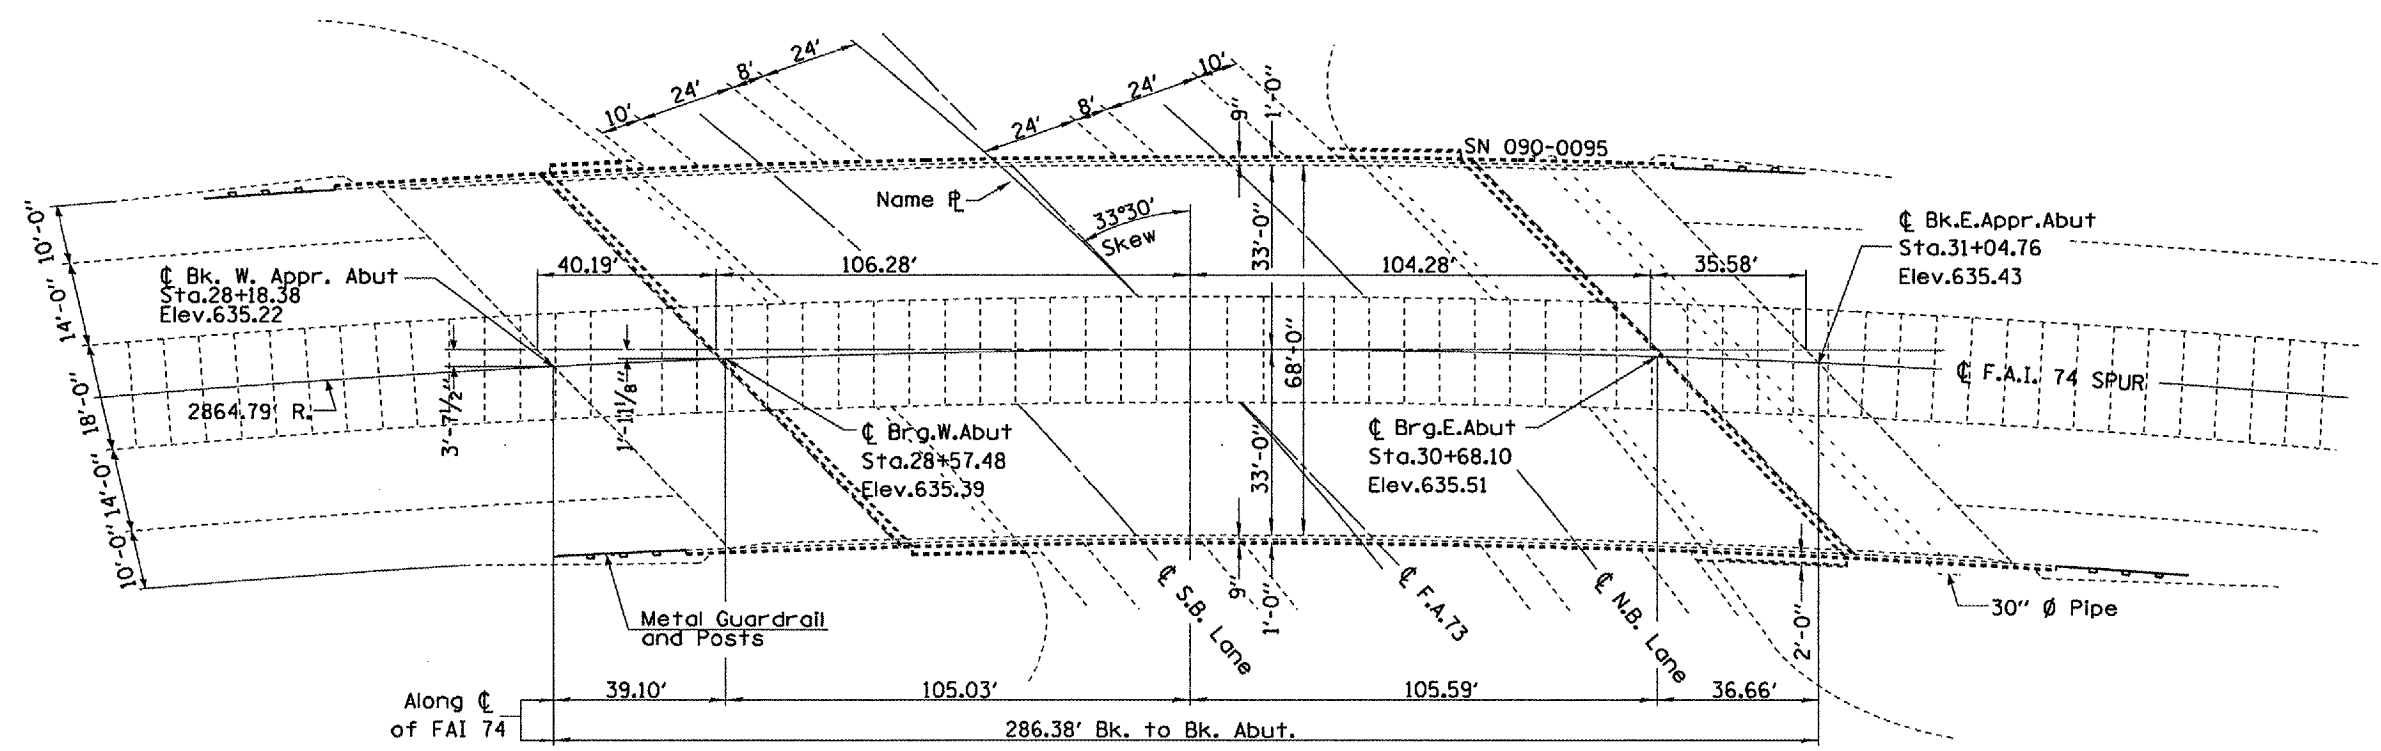 10' 24' 8' 24'
24' 8' 24' 10'
9" 1'-0"
SN 090-0095
Name ℙL
33°30'
Skew
33'-0"
68'-0"
33'-0"
9" 1'-0"
10'-0"
14'-0"
18'-0"
14'-0"
10'-0"
℄ Bk. W. Appr. Abut
Sta.28+18.38
Elev.635.22
40.19' 106.28' 104.28' 35.58'
℄ Bk.E.Appr.Abut
Sta.31+04.76
Elev.635.43
2864.79' R.
3'-7½"
1'-11⅛"
℄ F.A.I. 74 SPUR
℄ Brg.W.Abut
Sta.28+57.48
Elev.635.39
℄ Brg.E.Abut
Sta.30+68.10
Elev.635.51
℄ S.B. Lane
℄ F.A.73
℄ N.B. Lane
2'-0"
30" Ø Pipe
Metal Guardrail
and Posts
Along ℄
of FAI 74
39.10' 105.03' 105.59' 36.66'
286.38' Bk. to Bk. Abut.